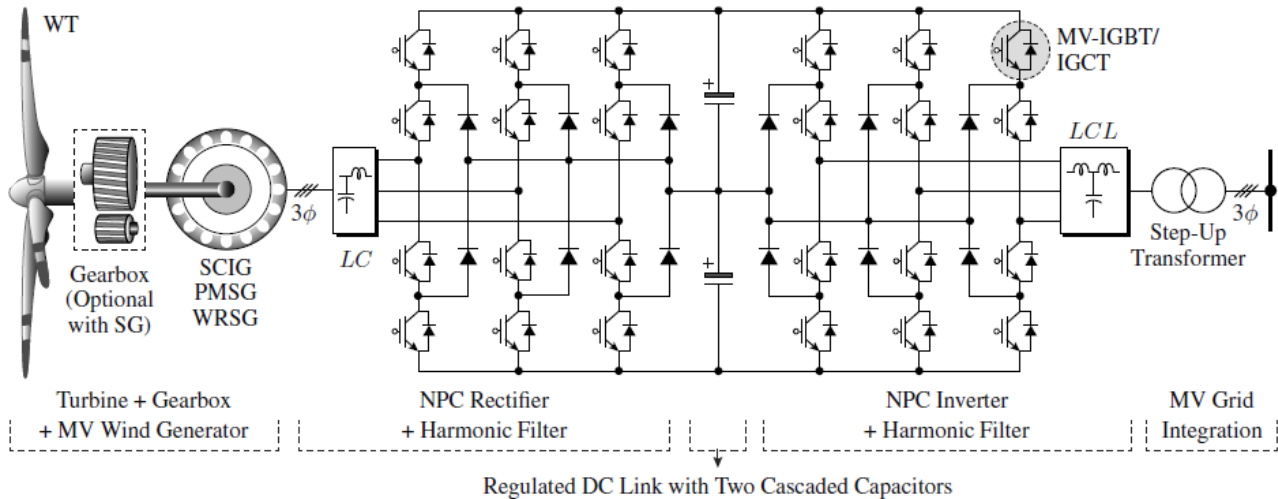 WT
MV-IGBT/
IGCT
+
LC
LCL
3ϕ
3ϕ
Step-Up
Transformer
+
Gearbox
(Optional
with SG)
SCIG
PMSG
WRSG
Turbine + Gearbox
+ MV Wind Generator
NPC Rectifier
+ Harmonic Filter
NPC Inverter
+ Harmonic Filter
MV Grid
Integration
Regulated DC Link with Two Cascaded Capacitors